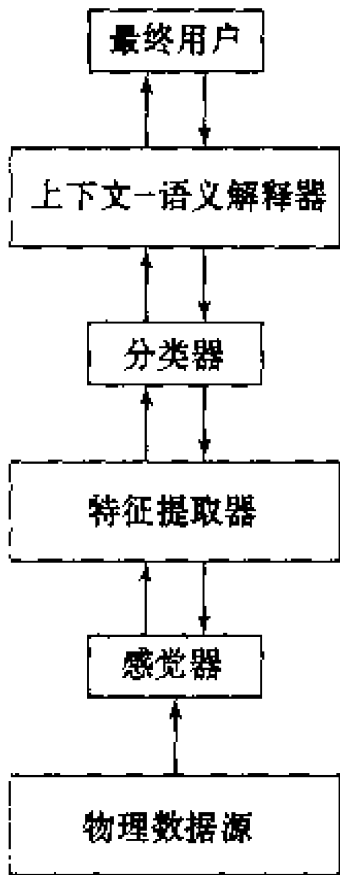 最终用户
上下文-语义解释器
分类器
特征提取器
感觉器
物理数据源